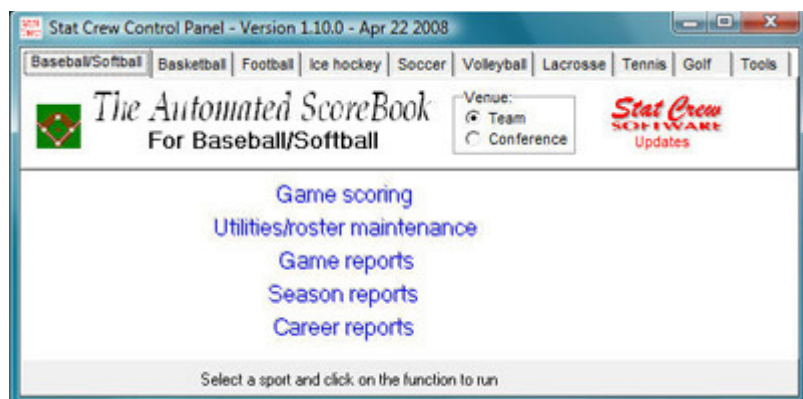 Stat Crew Control Panel - Version 1.10.0 - Apr 22 2008
Baseball/Softball Basketball Football Ice hockey Soccer Volleyball Lacrosse Tennis Golf Tools
The Automated ScoreBook
For Baseball/Softball
Venue:
Team
Conference
Stat Crew
SOFTWARE
Updates
Game scoring
Utilities/roster maintenance
Game reports
Season reports
Career reports
Select a sport and click on the function to run